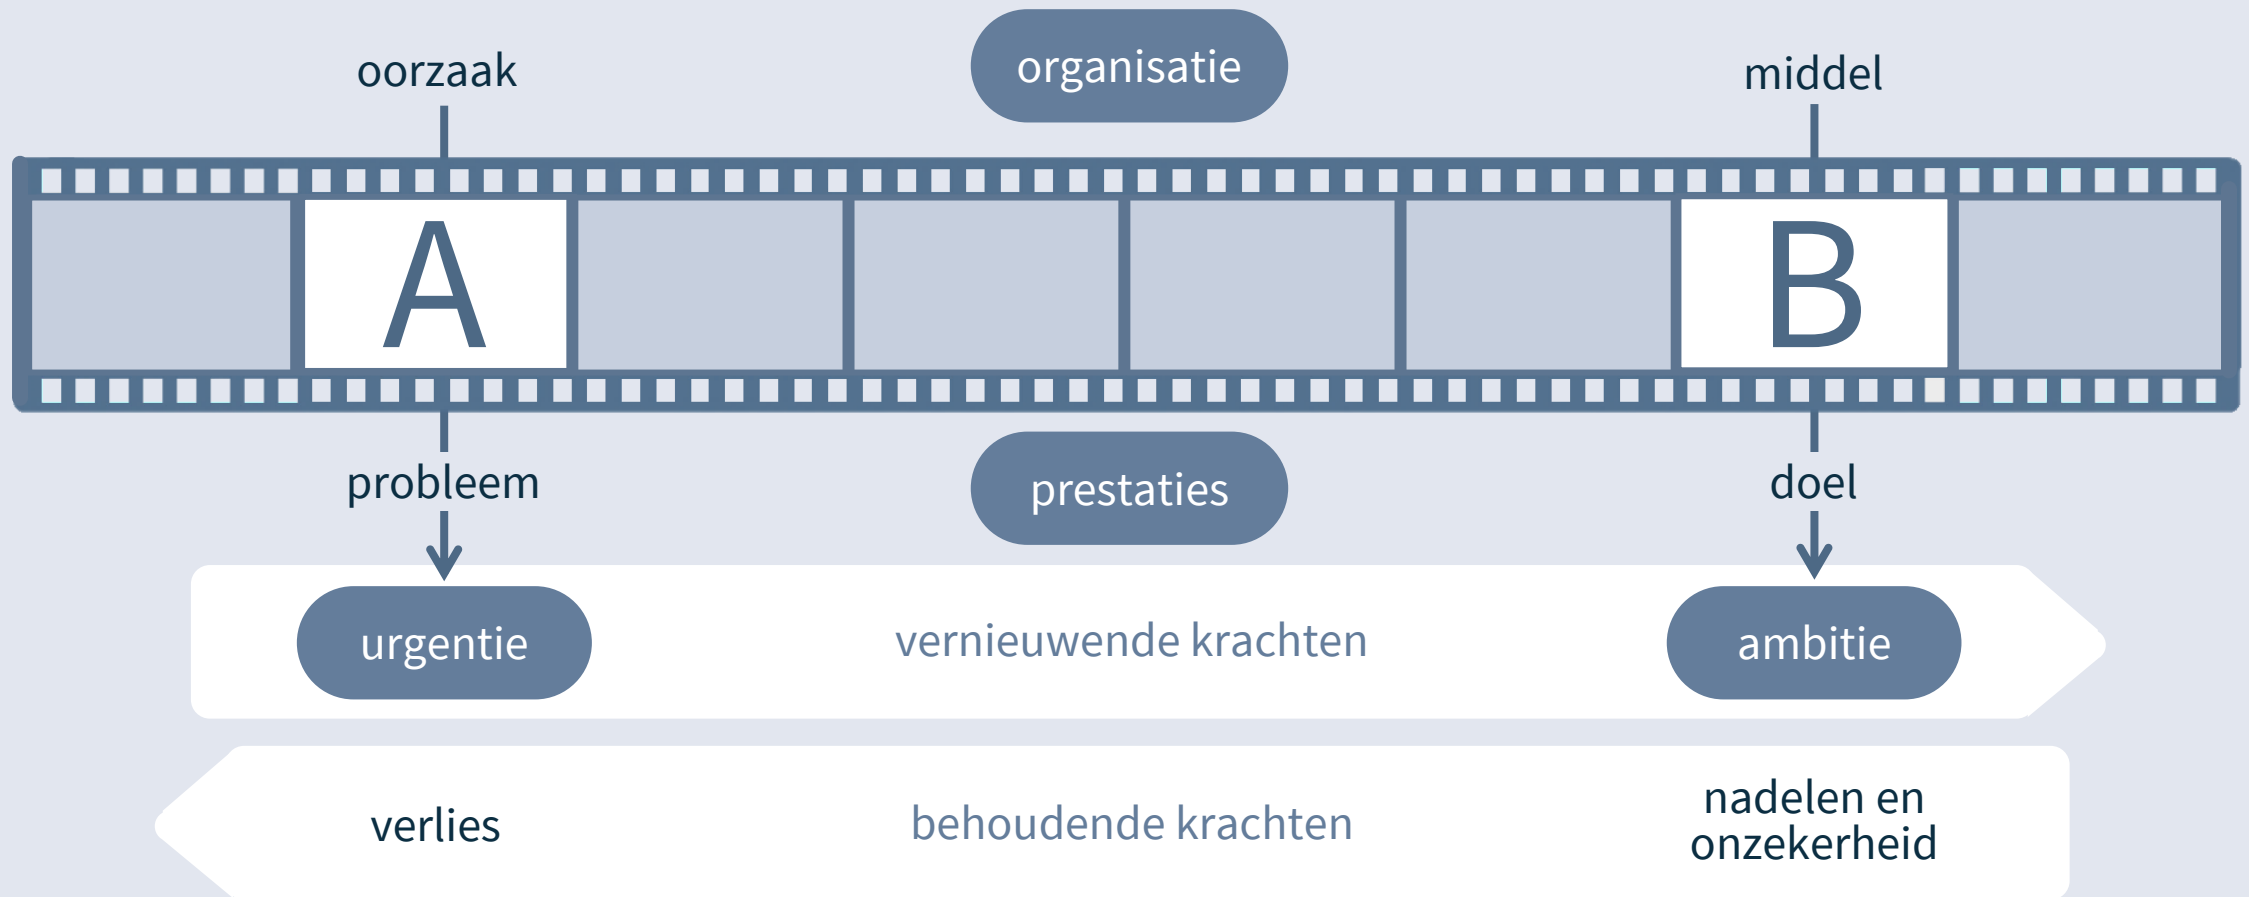 organisatie
oorzaak
middel
A
B
probleem
prestaties
doel
urgentie
vernieuwende krachten
ambitie
verlies
behoudende krachten
nadelen en
onzekerheid